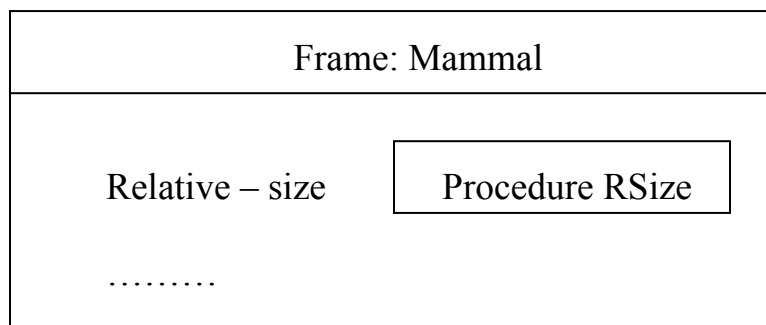 Frame: Mammal
Relative – size Procedure RSize
………